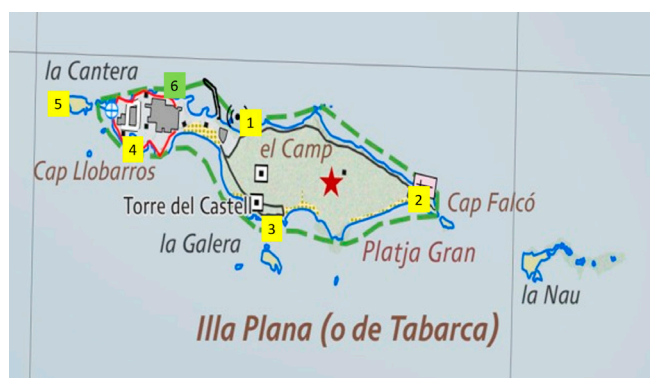 la Cantera
6
5
1
4
el Camp
Cap Llobarros
2
Torre del Castell
Cap Falcó
3
la Galera
Platja Gran
la Nau
Illa Plana (o de Tabarca)